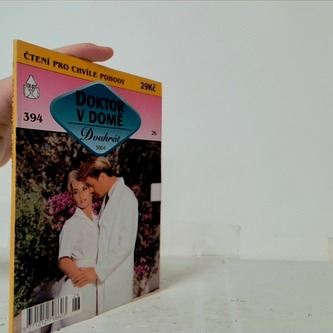 ČTENÍ PRO CHVÍLE POHODY
29Kč
394
DOKTOR
V DOMĚ
Dvakrát